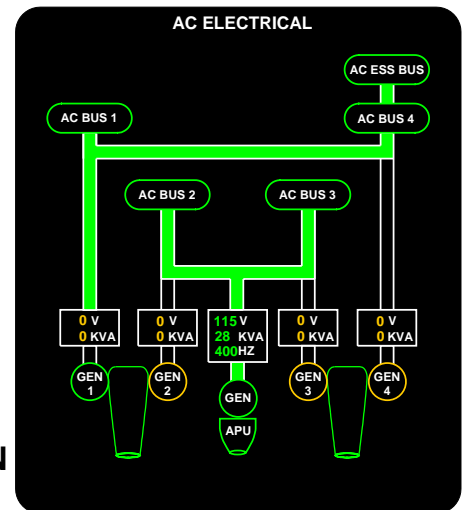 AC ELECTRICAL
AC ESS BUS
AC BUS 1
AC BUS 4
AC BUS 2
AC BUS 3
0 V
0 KVA
0 V
0 KVA
115 V
28 KVA
400HZ
0 V
0 KVA
0 V
0 KVA
GEN
1
GEN
2
GEN
APU
GEN
3
GEN
4
N